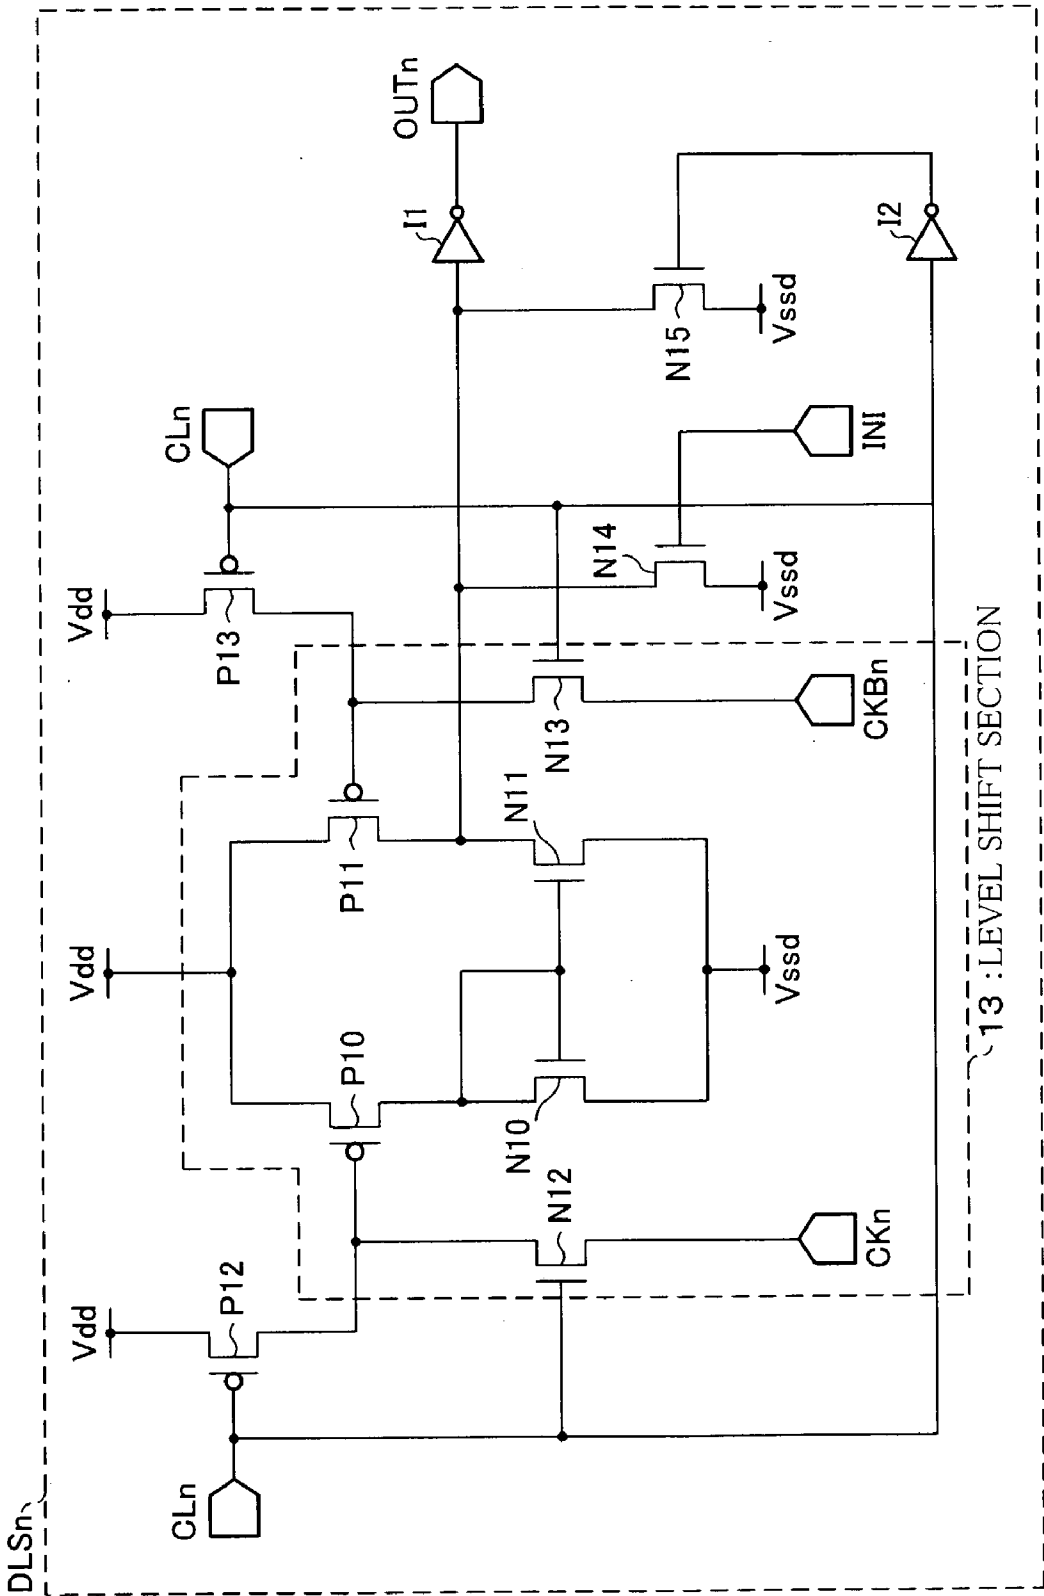 DLSn
CLn
Vdd
P12
CKn
N12
Vdd
P10
N10
Vssd
P11
N11
13 :LEVEL SHIFT SECTION
Vdd
P13
N13
CKBn
CLn
N14
Vssd
INI
N15
Vssd
I1
I2
OUTn